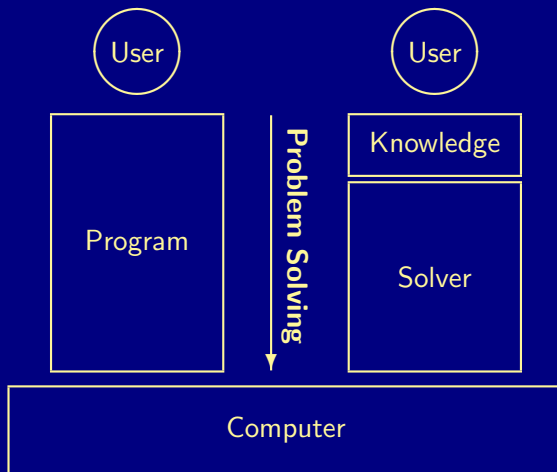 User
User
Program
Problem Solving
Knowledge
Solver
Computer